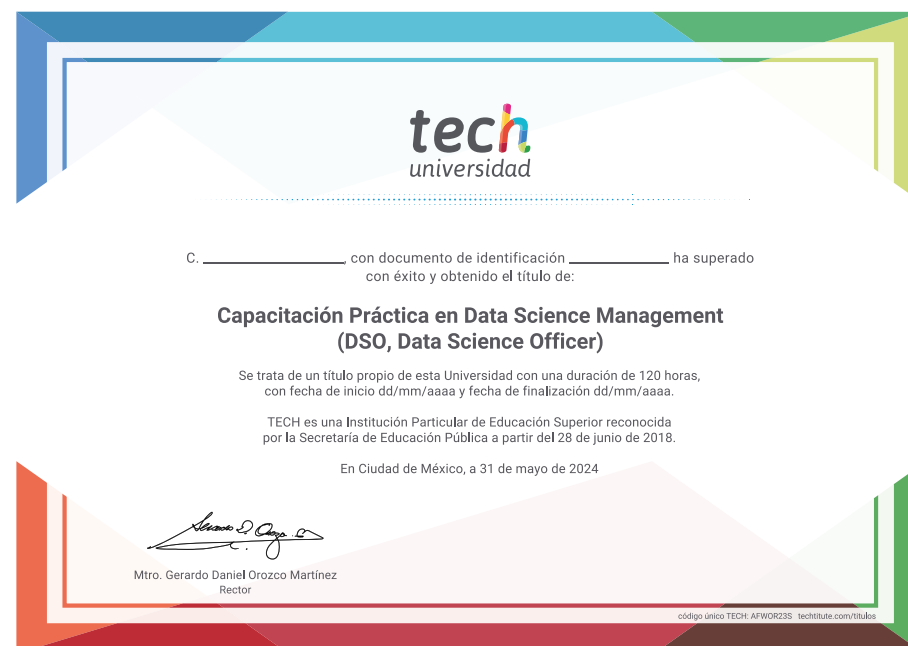 tech
universidad
C. ____________, con documento de identificación ____________ ha superado
con éxito y obtenido el título de:
Capacitación Práctica en Data Science Management
(DSO, Data Science Officer)
Se trata de un título propio de esta Universidad con una duración de 120 horas,
con fecha de inicio dd/mm/aaaa y fecha de finalización dd/mm/aaaa.
TECH es una Institución Particular de Educación Superior reconocida
por la Secretaría de Educación Pública a partir del 28 de junio de 2018.
En Ciudad de México, a 31 de mayo de 2024
Mtro. Gerardo Daniel Orozco Martínez
Rector
código único TECH: AFWOR23S techtitute.com/titulos